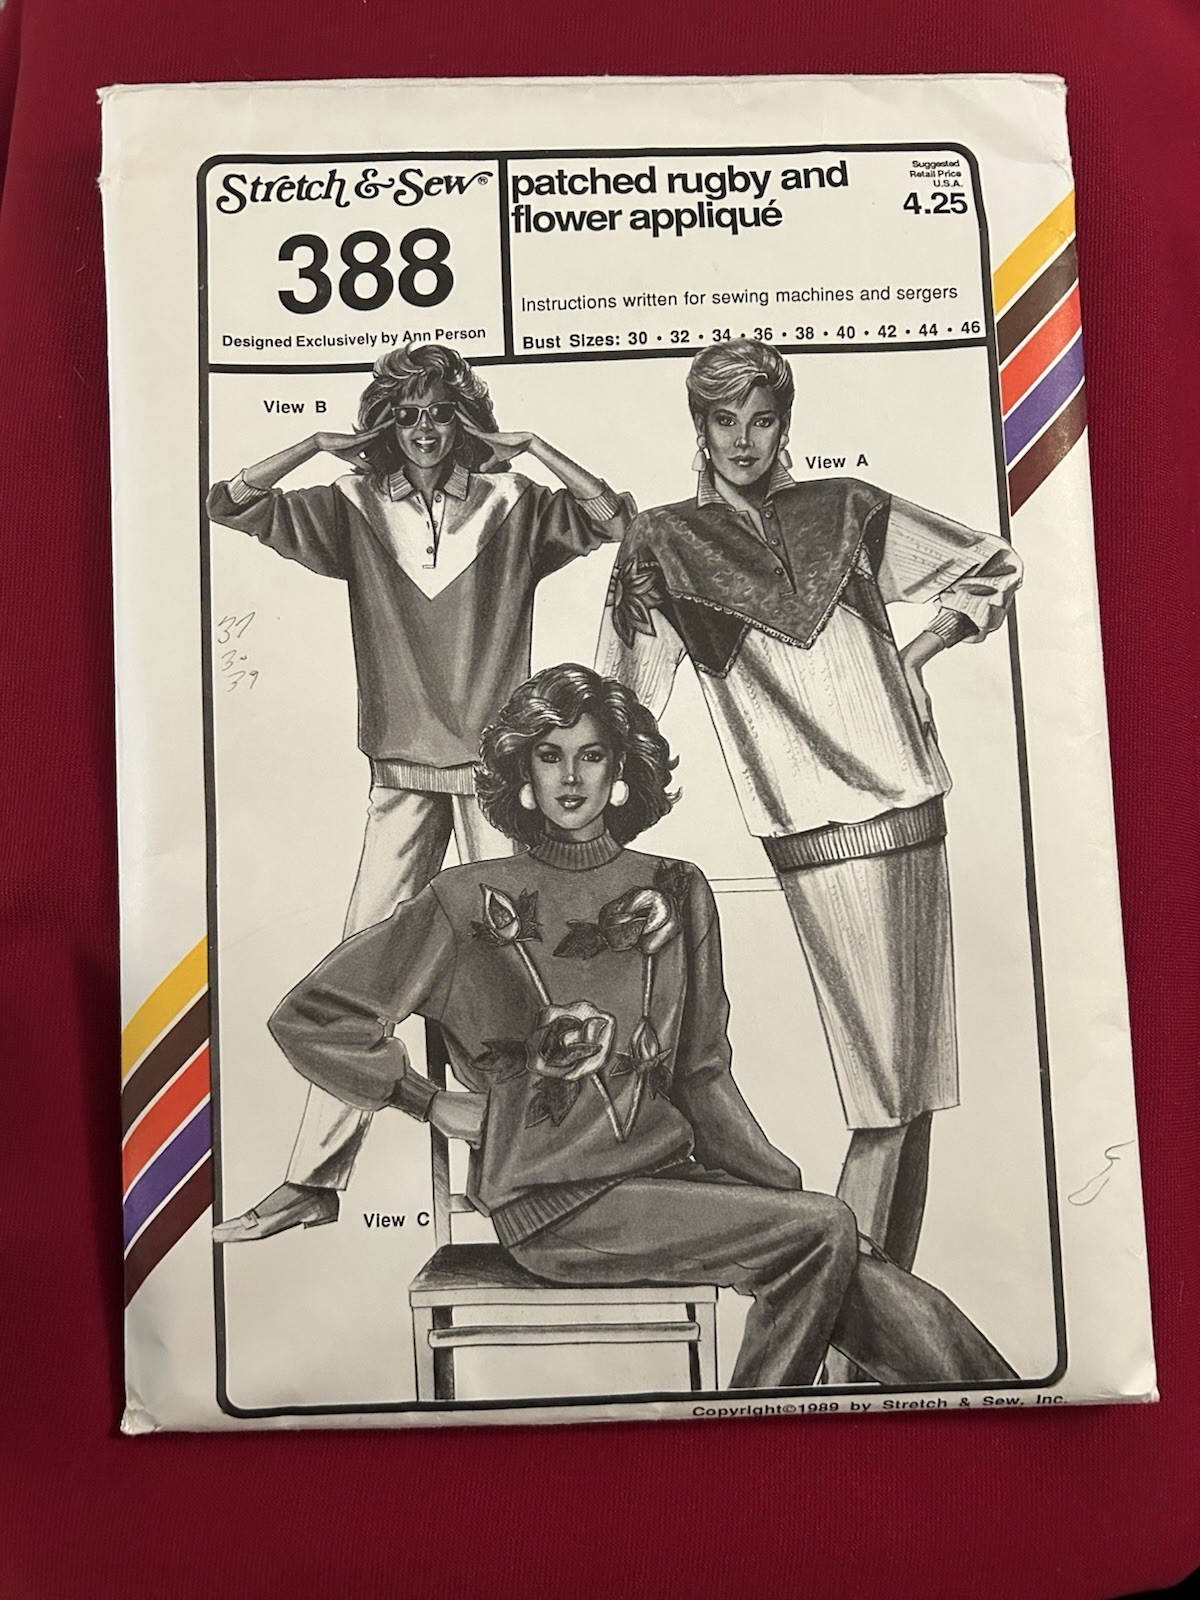 Stretch & Sew®
388
Designed Exclusively by Ann Person
patched rugby and
flower appliqué
Suggested
Retail Price
U.S.A.
4.25
Instructions written for sewing machines and sergers
Bust Sizes: 30 • 32 • 34 • 36 • 38 • 40 • 42 • 44 • 46
View B
View A
37
39
View C
Copyright©1989 by Stretch & Sew, Inc.